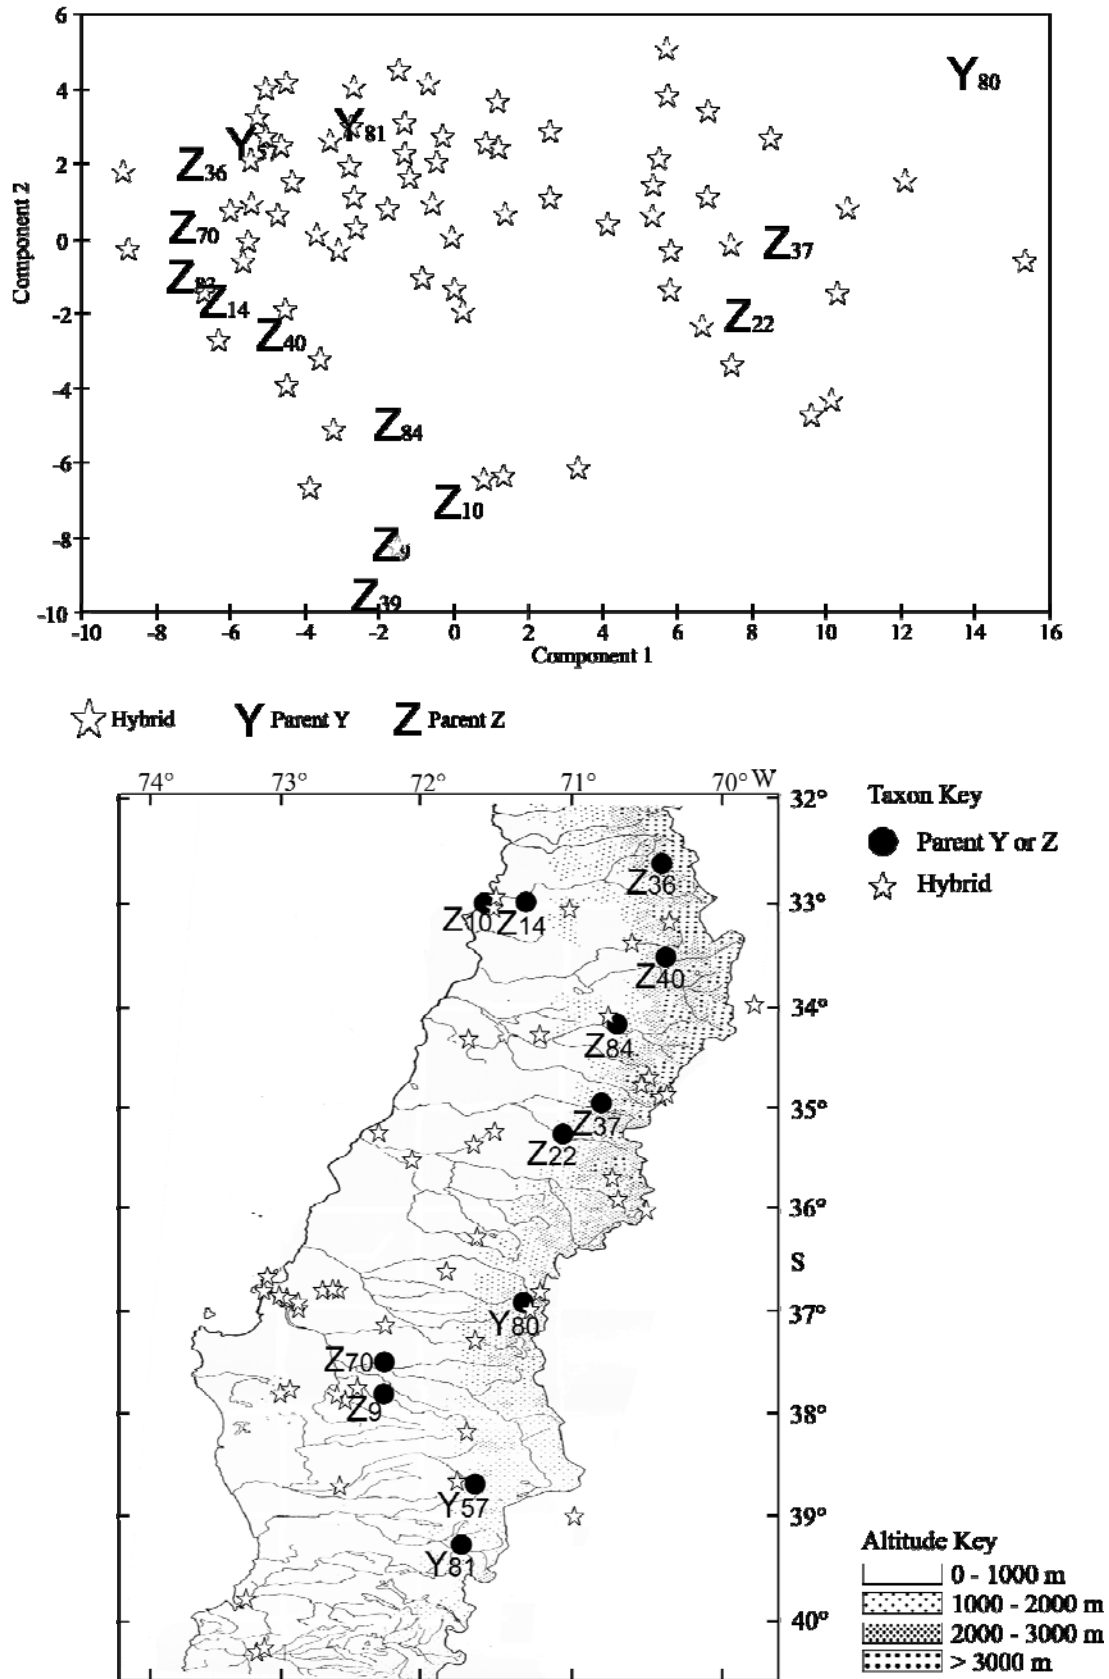 6
4
2
0
-2
-4
-6
-8
-10
Component 2
Y80
Y81
Y57
Z36
Z70
Z83
Z14
Z40
Z37
Z22
Z84
Z10
Z9
Z39
-10 -8 -6 -4 -2 0 2 4 6 8 10 12 14 16
Component 1
Hybrid Y Parent Y Z Parent Z
74° 73° 72° 71° 70° W
32°
33°
34°
35°
36°
S
37°
38°
39°
40°
Taxon Key
Parent Y or Z
Hybrid
Z36
Z10 Z14
Z40
Z84
Z37
Z22
Y80
Z70
Z9
Y57
Y81
Altitude Key
0 - 1000 m
1000 - 2000 m
2000 - 3000 m
> 3000 m